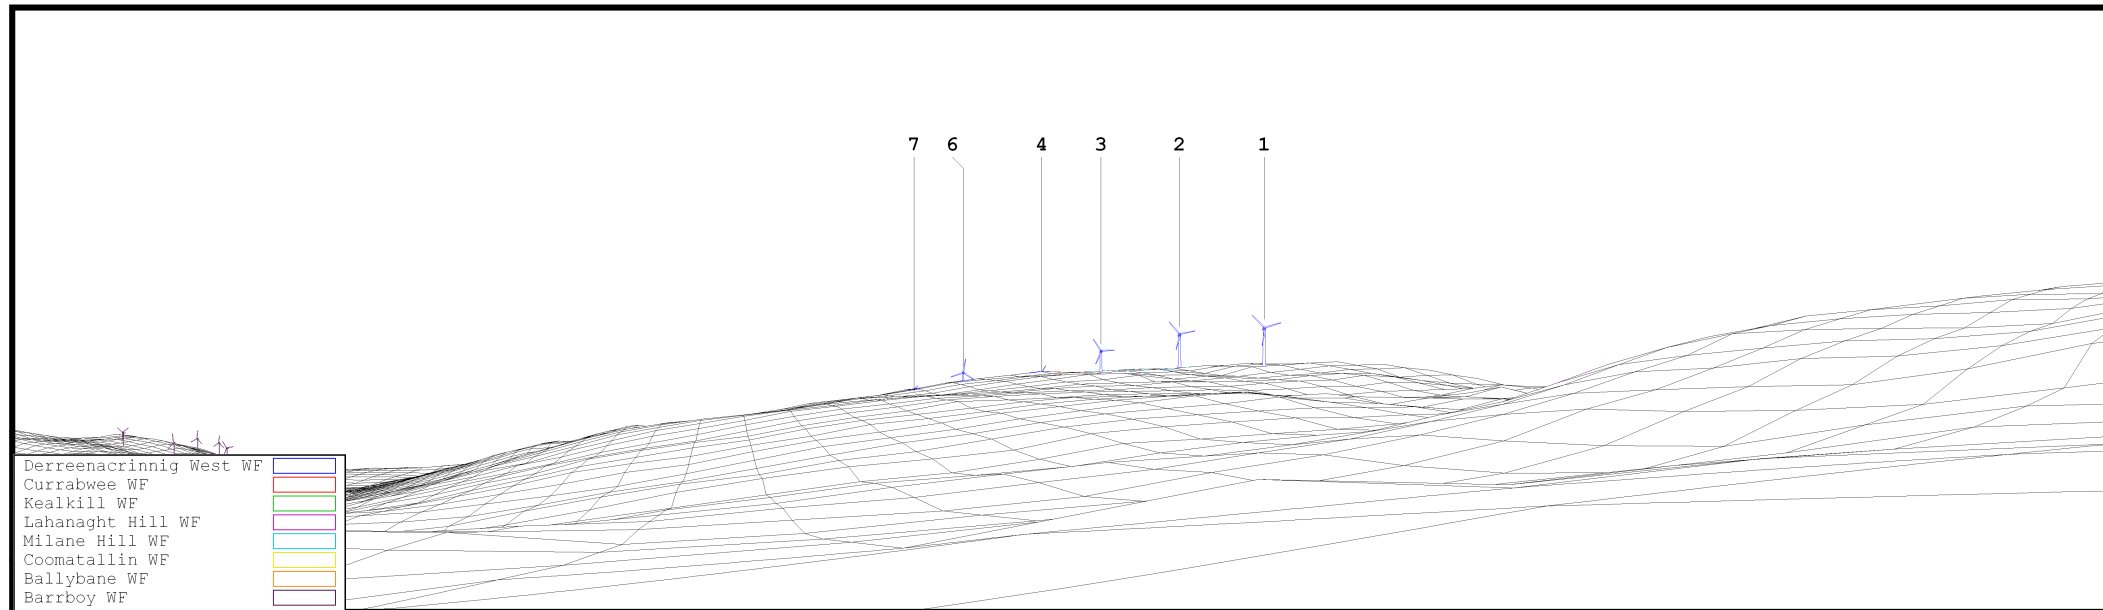 7 6 4 3 2 1
Derreenacrinnig West WF
Currabwee WF
Kealkill WF
Lahanaght Hill WF
Milane Hill WF
Coomatallin WF
Ballybane WF
Barrboy WF